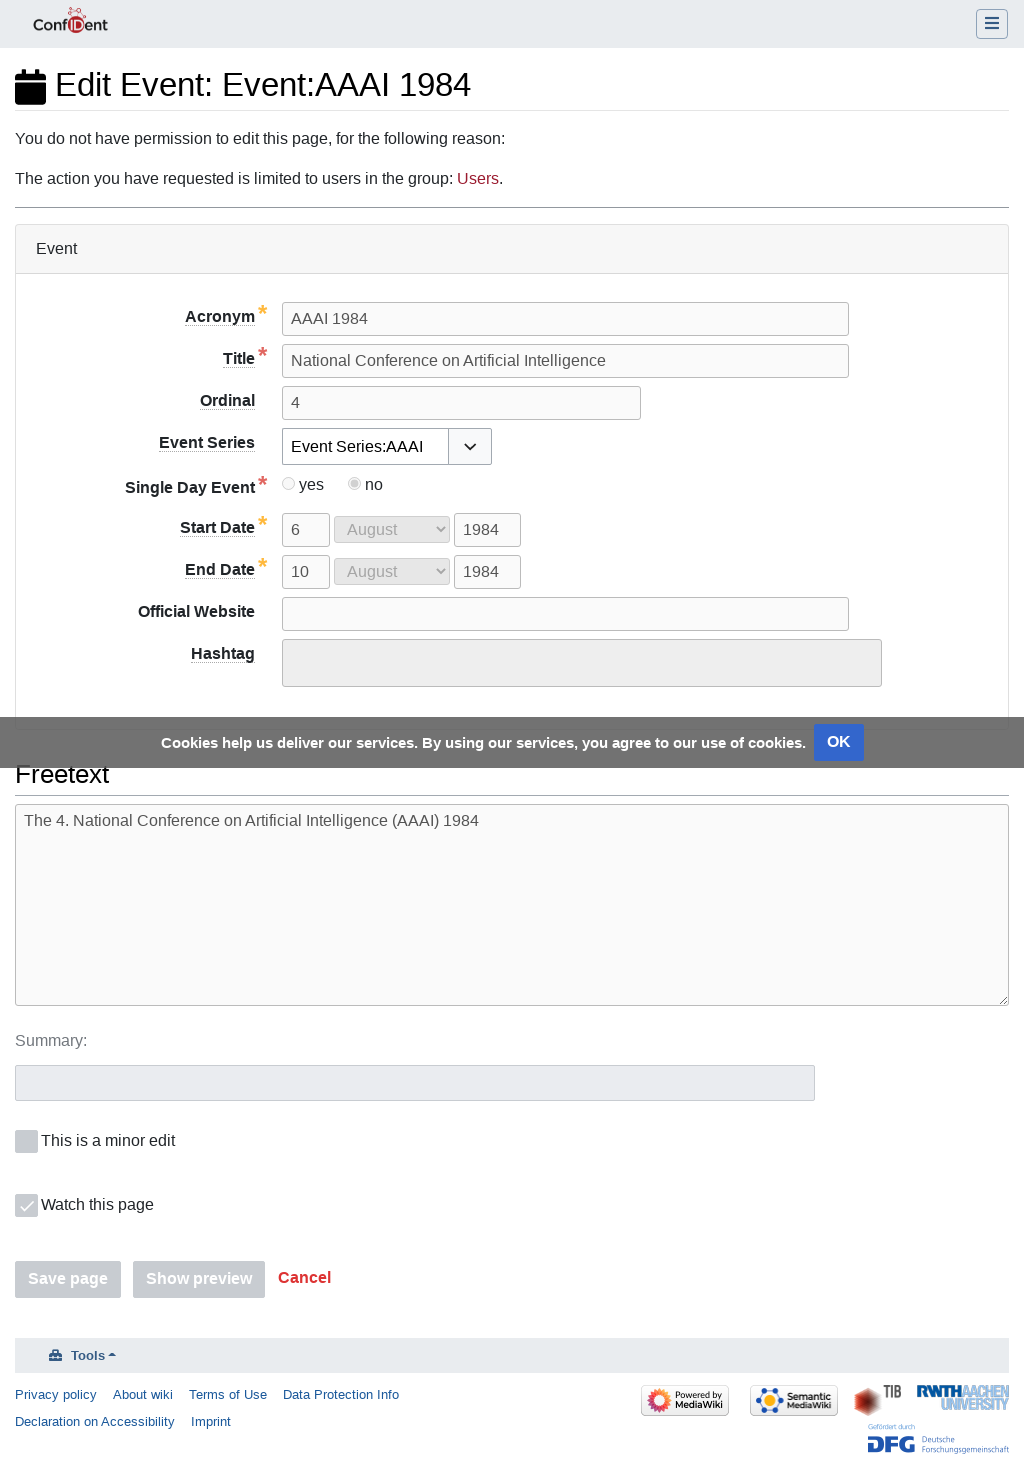 ConfIDent
Edit Event: Event:AAAI 1984
You do not have permission to edit this page, for the following reason:
The action you have requested is limited to users in the group: Users.
Event
Acronym* AAAI 1984
Title* National Conference on Artificial Intelligence
Ordinal 4
Event Series Event Series:AAAI
Single Day Event* yes no
Start Date* 6 August 1984
End Date* 10 August 1984
Official Website
Hashtag
Cookies help us deliver our services. By using our services, you agree to our use of cookies. OK
Freetext
The 4. National Conference on Artificial Intelligence (AAAI) 1984
Summary:
This is a minor edit
Watch this page
Save page Show preview Cancel
Tools
Privacy policy About wiki Terms of Use Data Protection Info
Declaration on Accessibility Imprint
Powered by MediaWiki
Semantic MediaWiki
TIB
RWTH AACHEN UNIVERSITY
Gefördert durch
DFG Deutsche Forschungsgemeinschaft